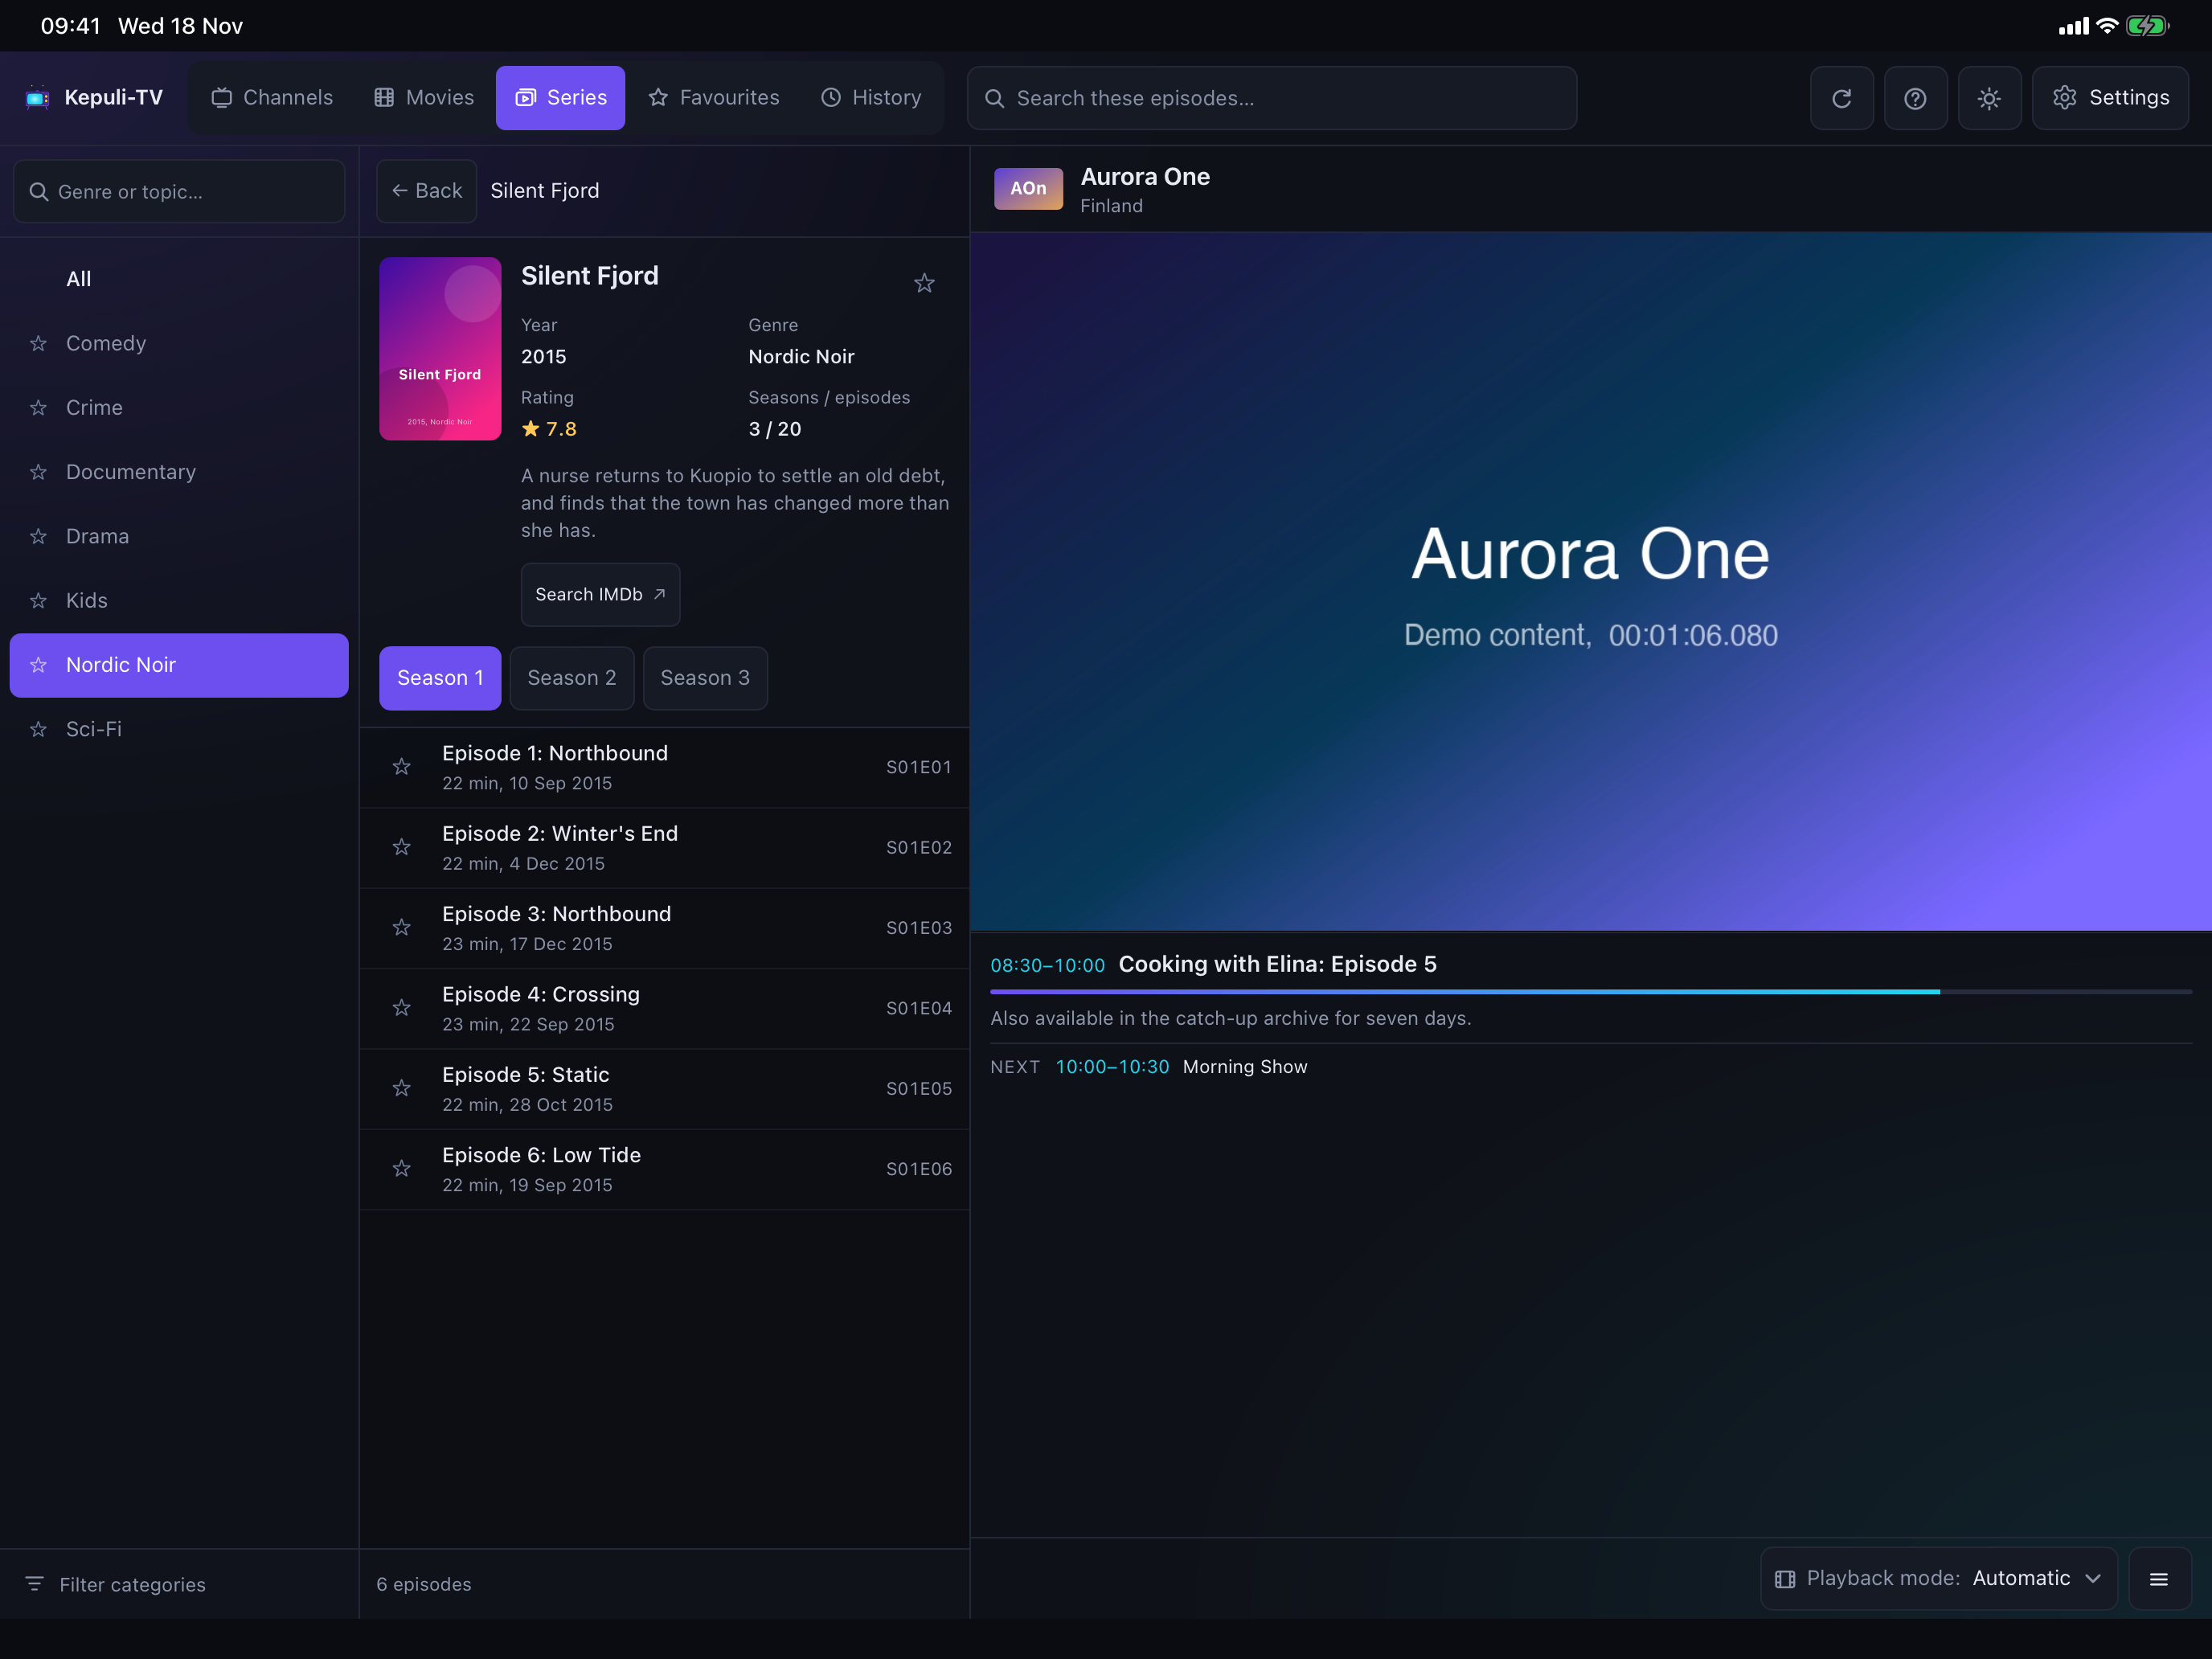 09:41 Wed 18 Nov
Kepuli-TV
Channels
Movies
Series
Favourites
History
Search these episodes...
Settings
Genre or topic...
All
Comedy
Crime
Documentary
Drama
Kids
Nordic Noir
Sci-Fi
Filter categories
← Back
Silent Fjord
Silent Fjord
2015, Nordic Noir
Silent Fjord
Year
2015
Genre
Nordic Noir
Rating
7.8
Seasons / episodes
3 / 20
A nurse returns to Kuopio to settle an old debt,
and finds that the town has changed more than
she has.
Search IMDb
Season 1
Season 2
Season 3
Episode 1: Northbound
22 min, 10 Sep 2015
S01E01
Episode 2: Winter's End
22 min, 4 Dec 2015
S01E02
Episode 3: Northbound
23 min, 17 Dec 2015
S01E03
Episode 4: Crossing
23 min, 22 Sep 2015
S01E04
Episode 5: Static
22 min, 28 Oct 2015
S01E05
Episode 6: Low Tide
22 min, 19 Sep 2015
S01E06
6 episodes
AOn
Aurora One
Finland
Aurora One
Demo content, 00:01:06.080
08:30–10:00 Cooking with Elina: Episode 5
Also available in the catch-up archive for seven days.
NEXT 10:00–10:30 Morning Show
Playback mode: Automatic